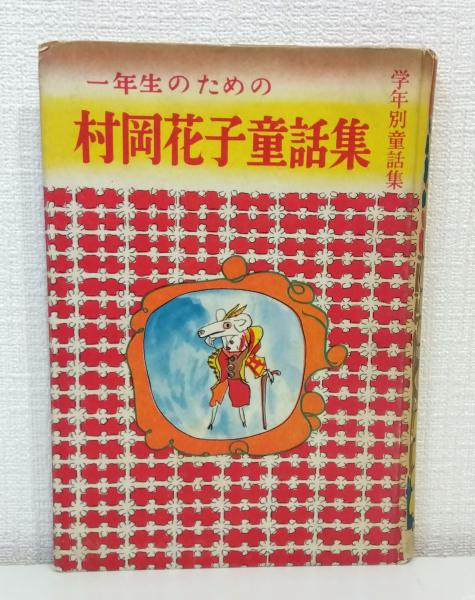 一年生のための
村岡花子童話集
学年別童話集